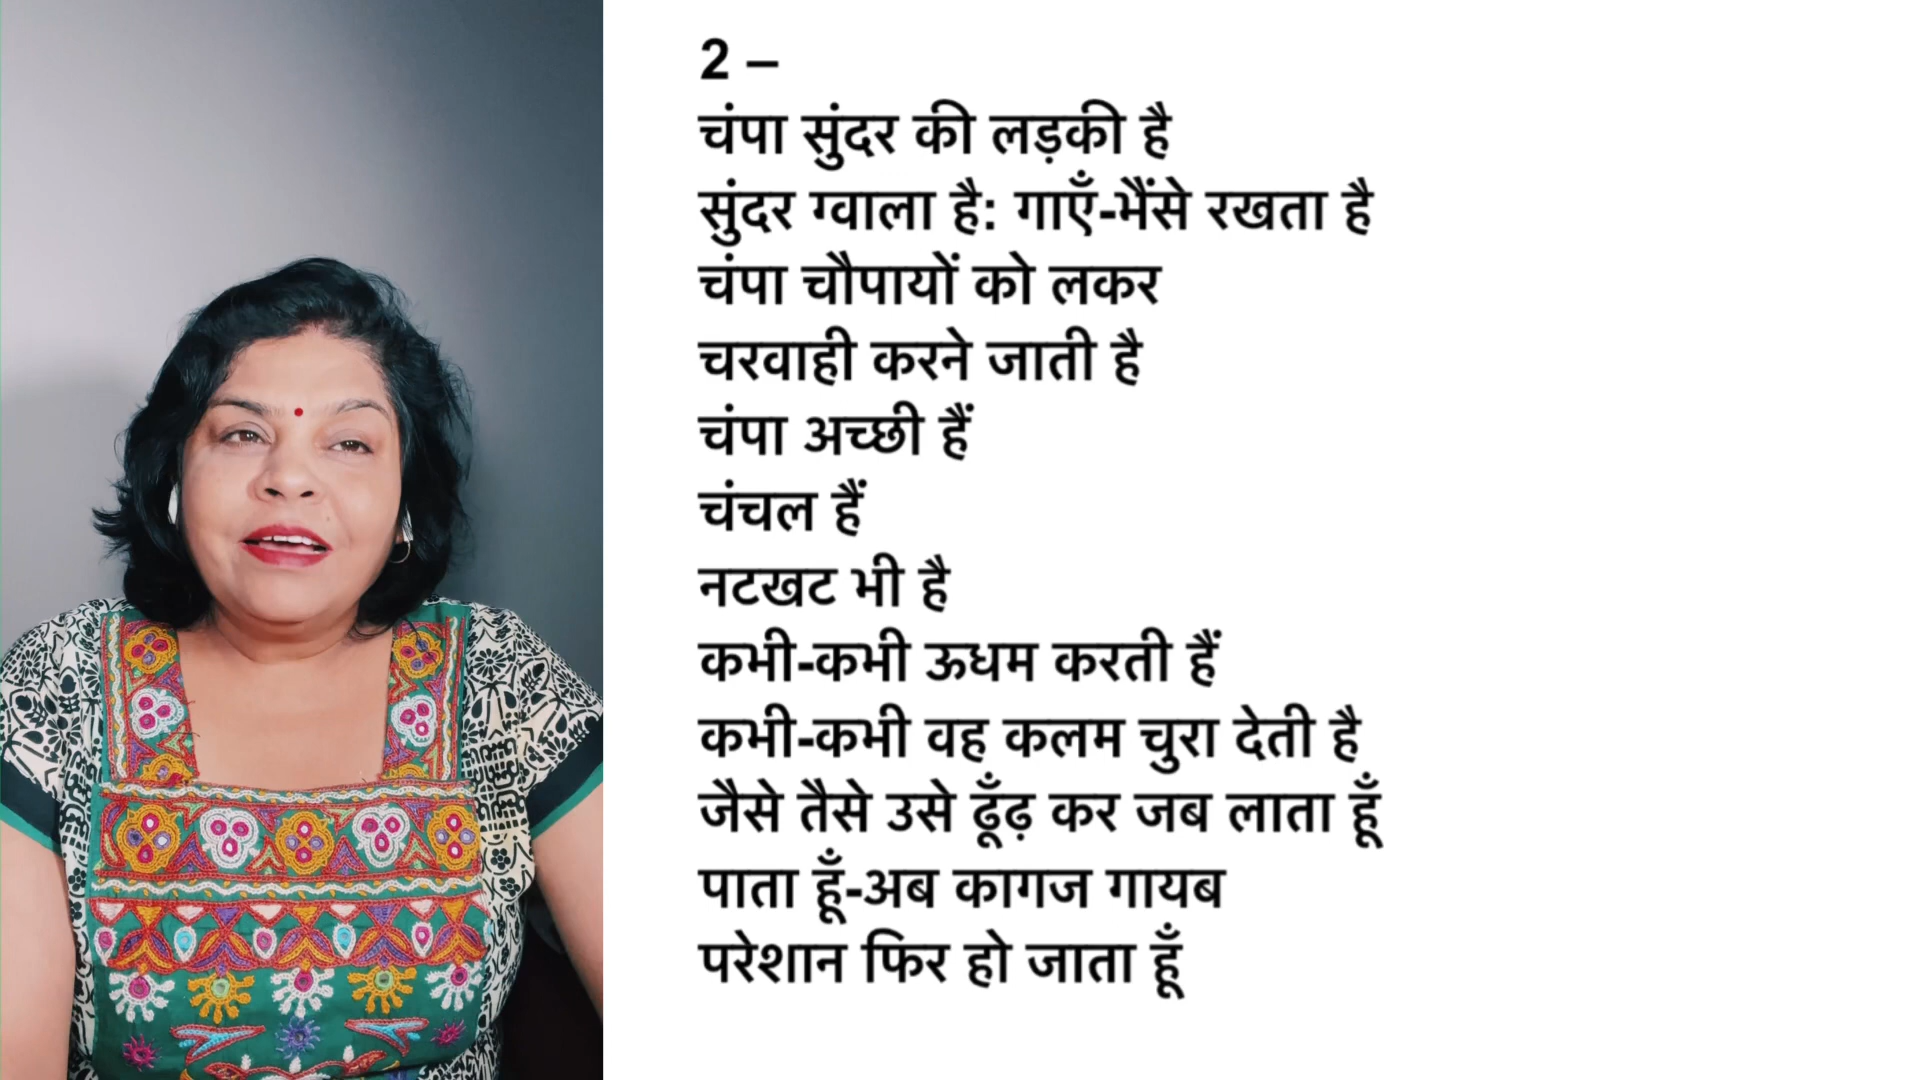 2 –
चंपा सुंदर की लड़की है
सुंदर ग्वाला है: गाएँ-भैंसे रखता है
चंपा चौपायों को लकर
चरवाही करने जाती है
चंपा अच्छी हैं
चंचल हैं
नटखट भी है
कभी-कभी ऊधम करती हैं
कभी-कभी वह कलम चुरा देती है
जैसे तैसे उसे ढूँढ़ कर जब लाता हूँ
पाता हूँ-अब कागज गायब
परेशान फिर हो जाता हूँ